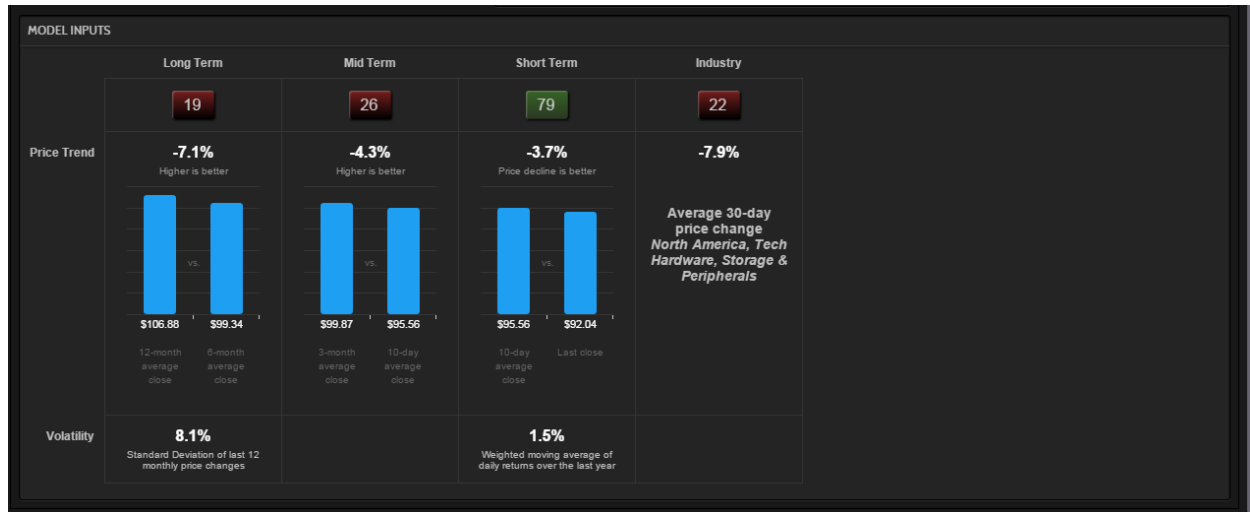 MODEL INPUTS
Long Term Mid Term Short Term Industry
19 26 79 22
Price Trend -7.1% -4.3% -3.7% -7.9%
Higher is better Higher is better Price decline is better
Average 30-day
price change
North America, Tech
Hardware, Storage &
Peripherals
vs. vs. vs.
$106.88 $99.34 $99.87 $95.56 $95.56 $92.04
12-month 6-month 3-month 10-day 10-day Last close
average average average average average
close close close close close
Volatility 8.1% 1.5%
Standard Deviation of last 12 Weighted moving average of
monthly price changes daily returns over the last year